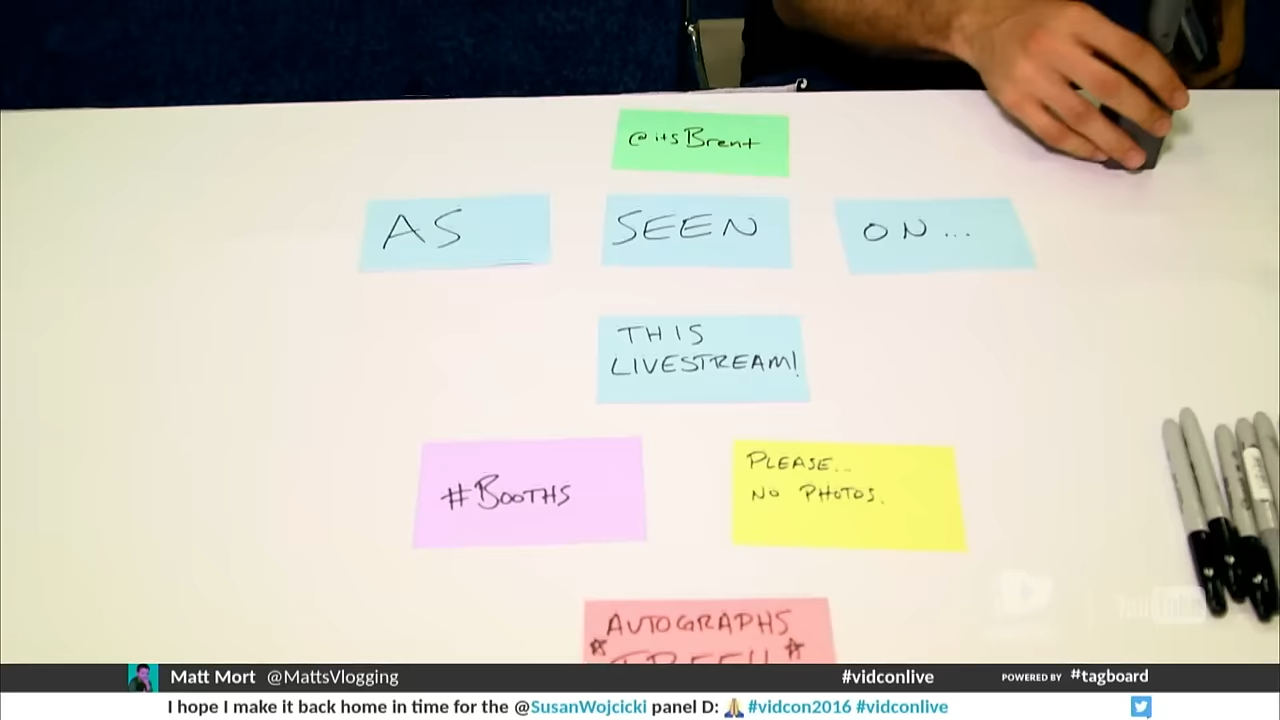 @itsBrent
AS SEEN ON...
THIS
LIVESTREAM!
#BOOTHS
PLEASE...
NO PHOTOS.
AUTOGRAPHS
YouTube
Matt Mort @MattsVlogging #vidconlive POWERED BY #tagboard
I hope I make it back home in time for the @SusanWojcicki panel D: 🙏 #vidcon2016 #vidconlive